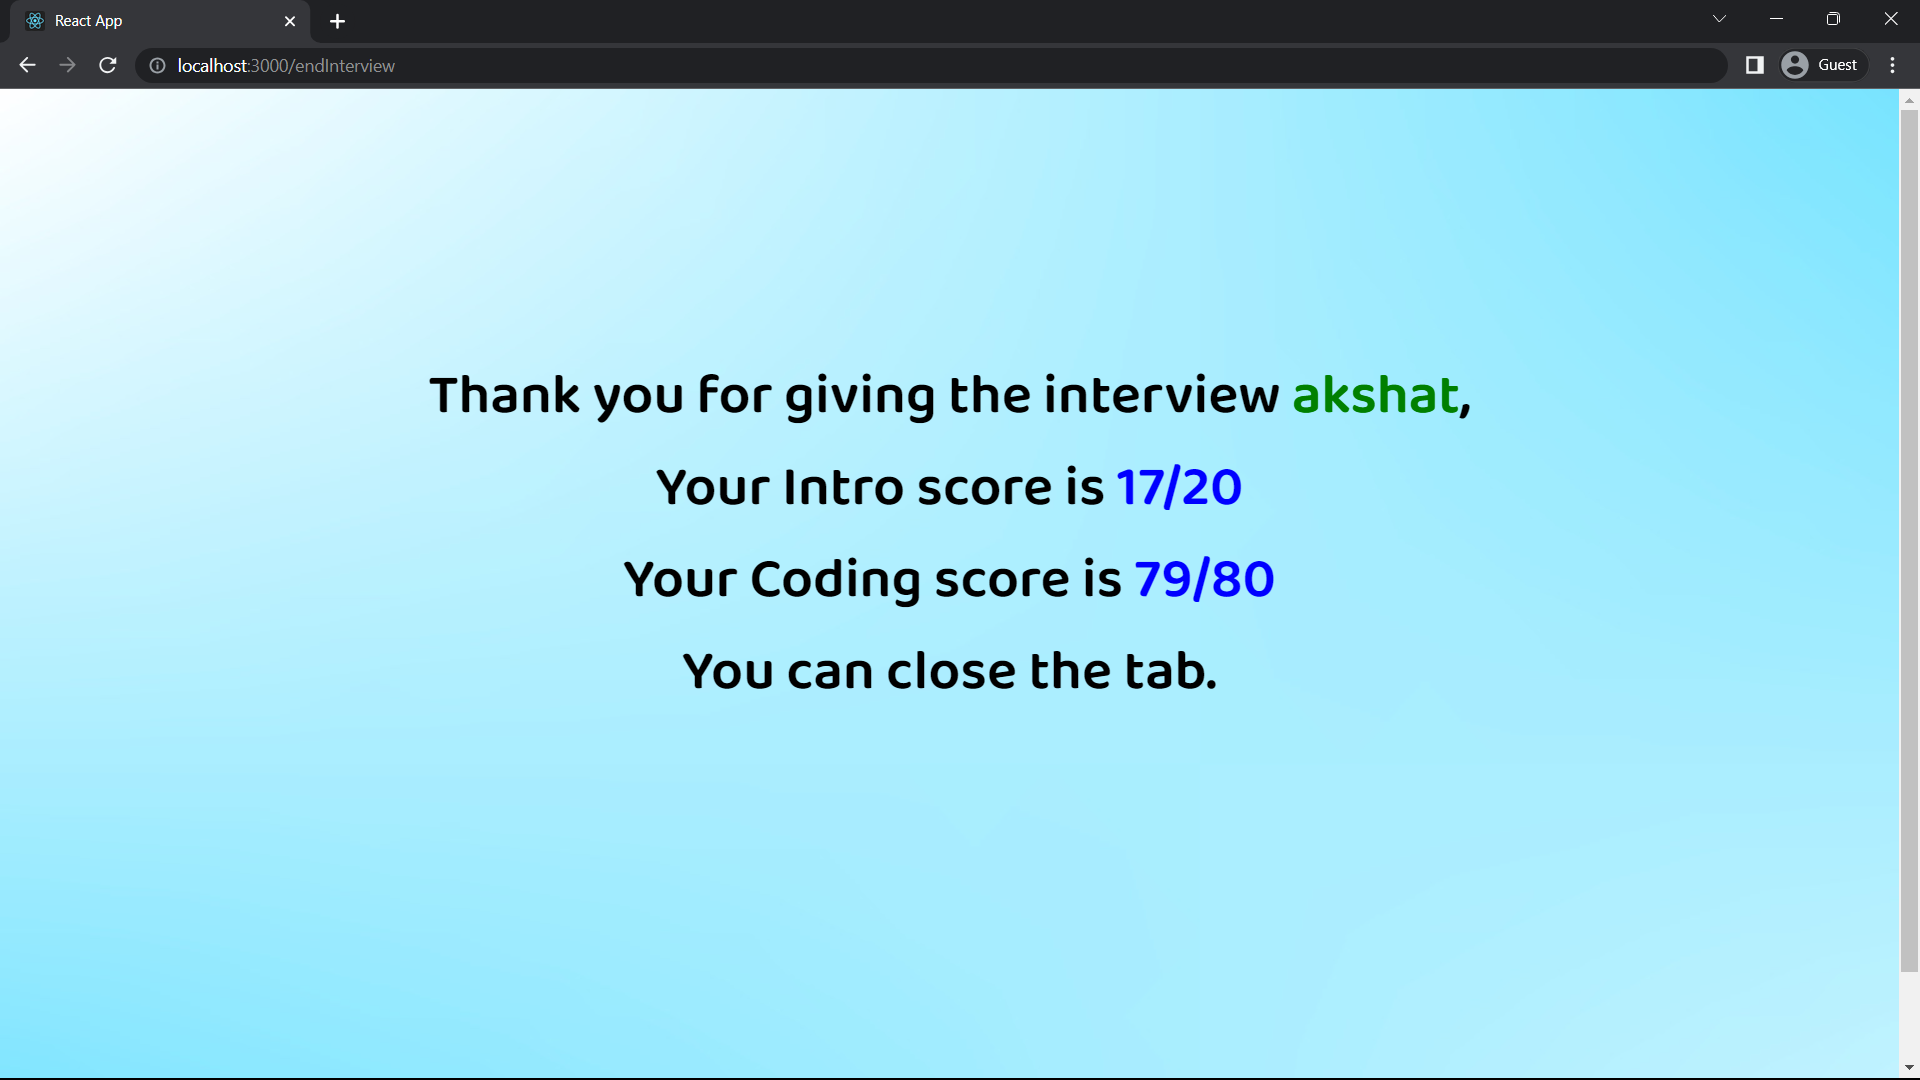 React App
localhost:3000/endInterview
Guest
Thank you for giving the interview akshat,
Your Intro score is 17/20
Your Coding score is 79/80
You can close the tab.